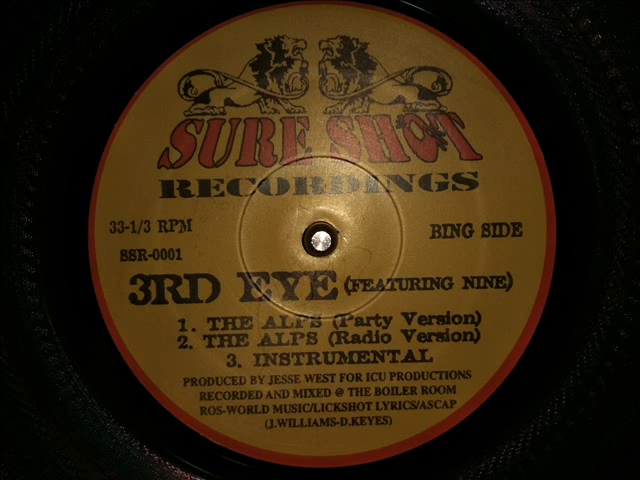 SURE SHOT
RECORDINGS
33-1/3 RPM
BING SIDE
SSR-0001
3RD EYE (FEATURING NINE)
1. THE ALPS (Party Version)
2. THE ALPS (Radio Version)
3. INSTRUMENTAL
PRODUCED BY JESSE WEST FOR ICU PRODUCTIONS
RECORDED AND MIXED @ THE BOILER ROOM
ROS-WORLD MUSIC/LICKSHOT LYRICS/ASCAP
(J.WILLIAMS-D.KEYES)